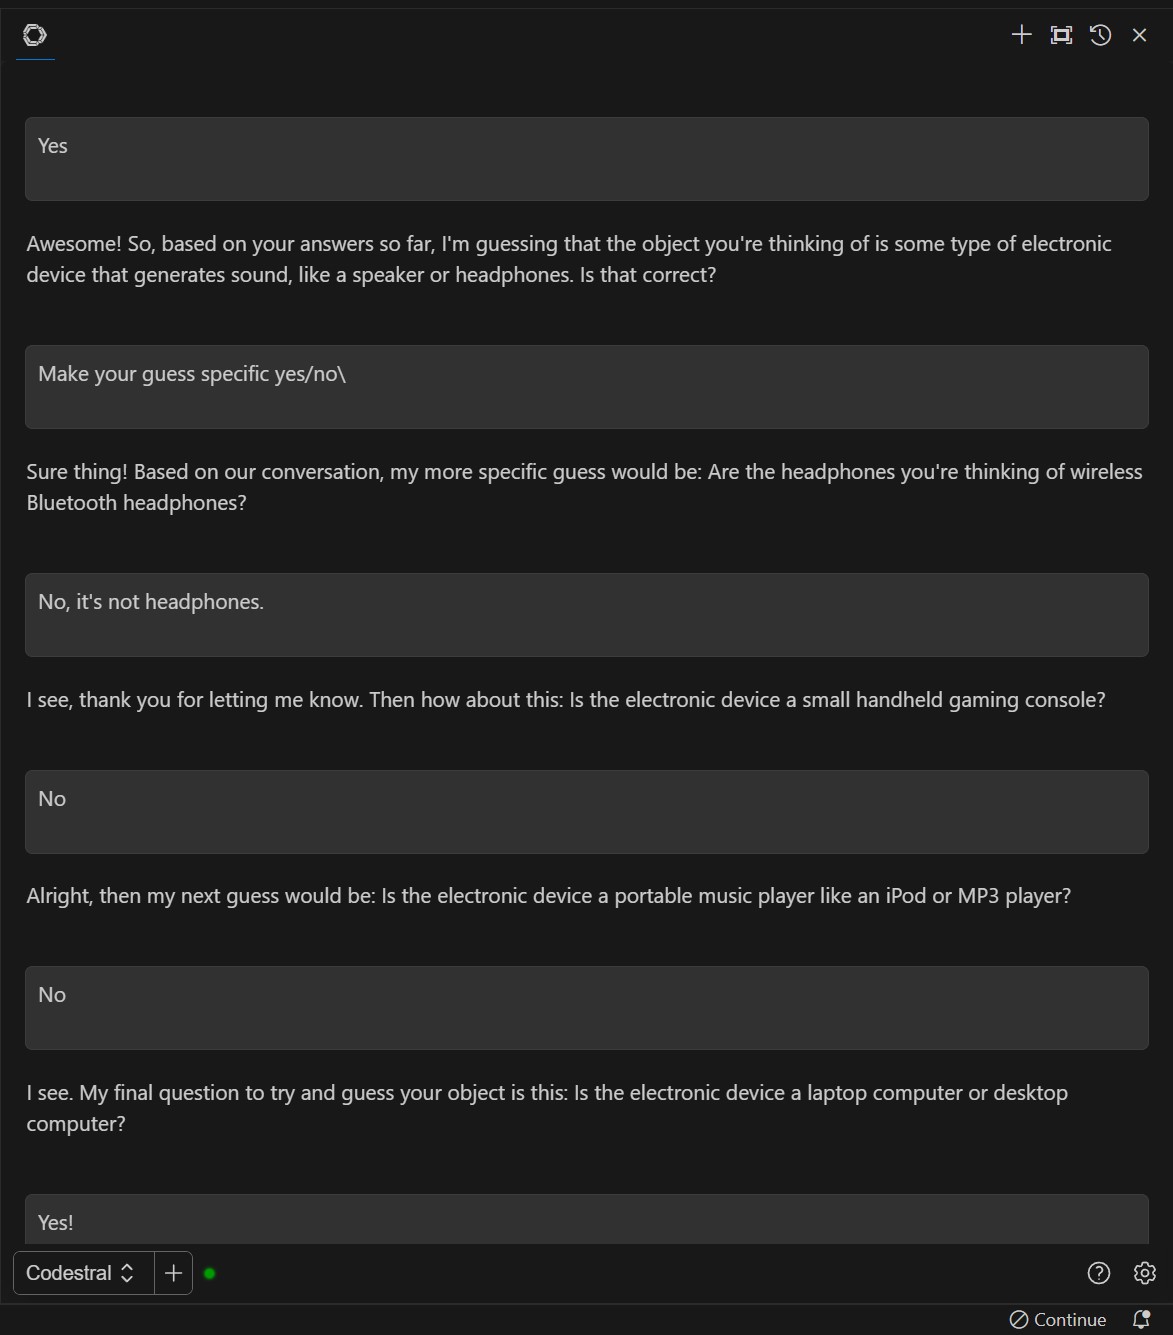 Yes
Awesome! So, based on your answers so far, I'm guessing that the object you're thinking of is some type of electronic
device that generates sound, like a speaker or headphones. Is that correct?
Make your guess specific yes/no\
Sure thing! Based on our conversation, my more specific guess would be: Are the headphones you're thinking of wireless
Bluetooth headphones?
No, it's not headphones.
I see, thank you for letting me know. Then how about this: Is the electronic device a small handheld gaming console?
No
Alright, then my next guess would be: Is the electronic device a portable music player like an iPod or MP3 player?
No
I see. My final question to try and guess your object is this: Is the electronic device a laptop computer or desktop
computer?
Yes!
Codestral
Continue